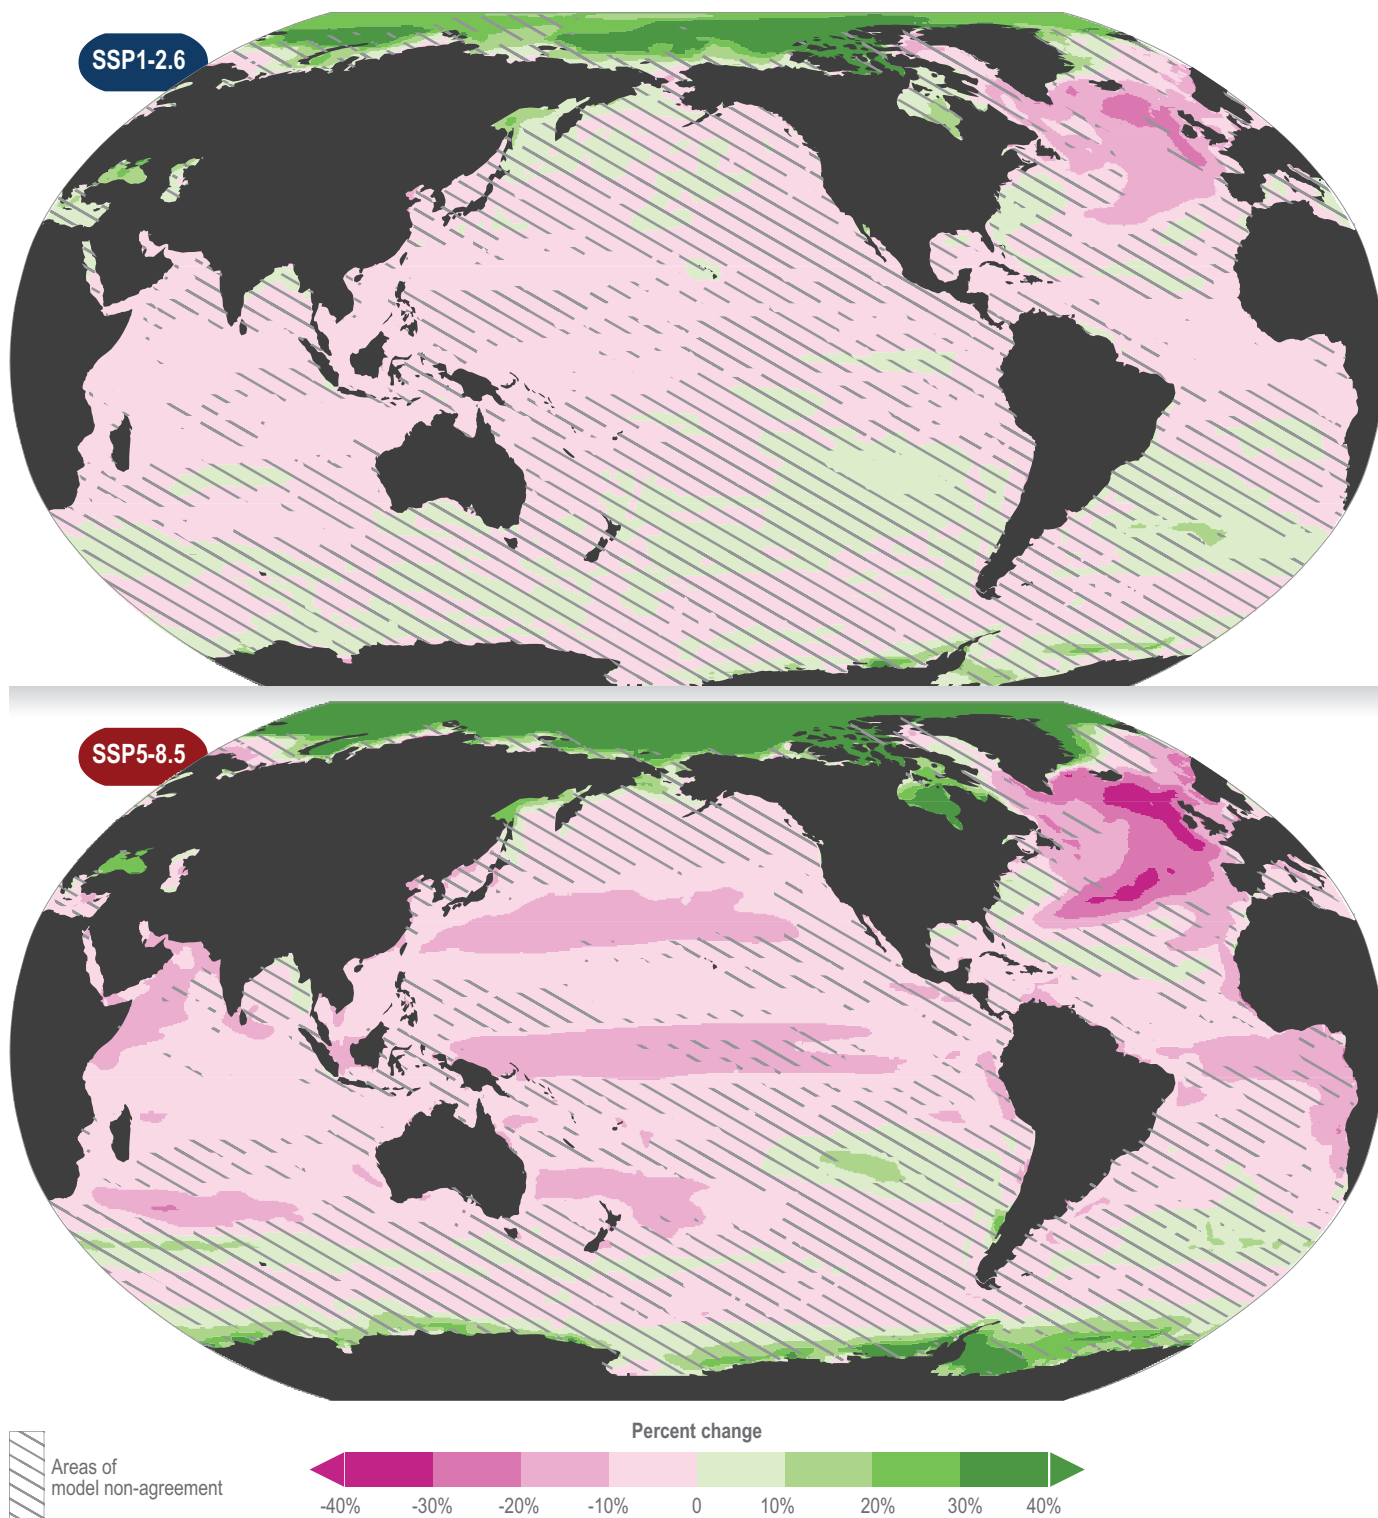 SSP1-2.6
SSP5-8.5
Percent change
Areas of
model non-agreement
-40% -30% -20% -10% 0 10% 20% 30% 40%